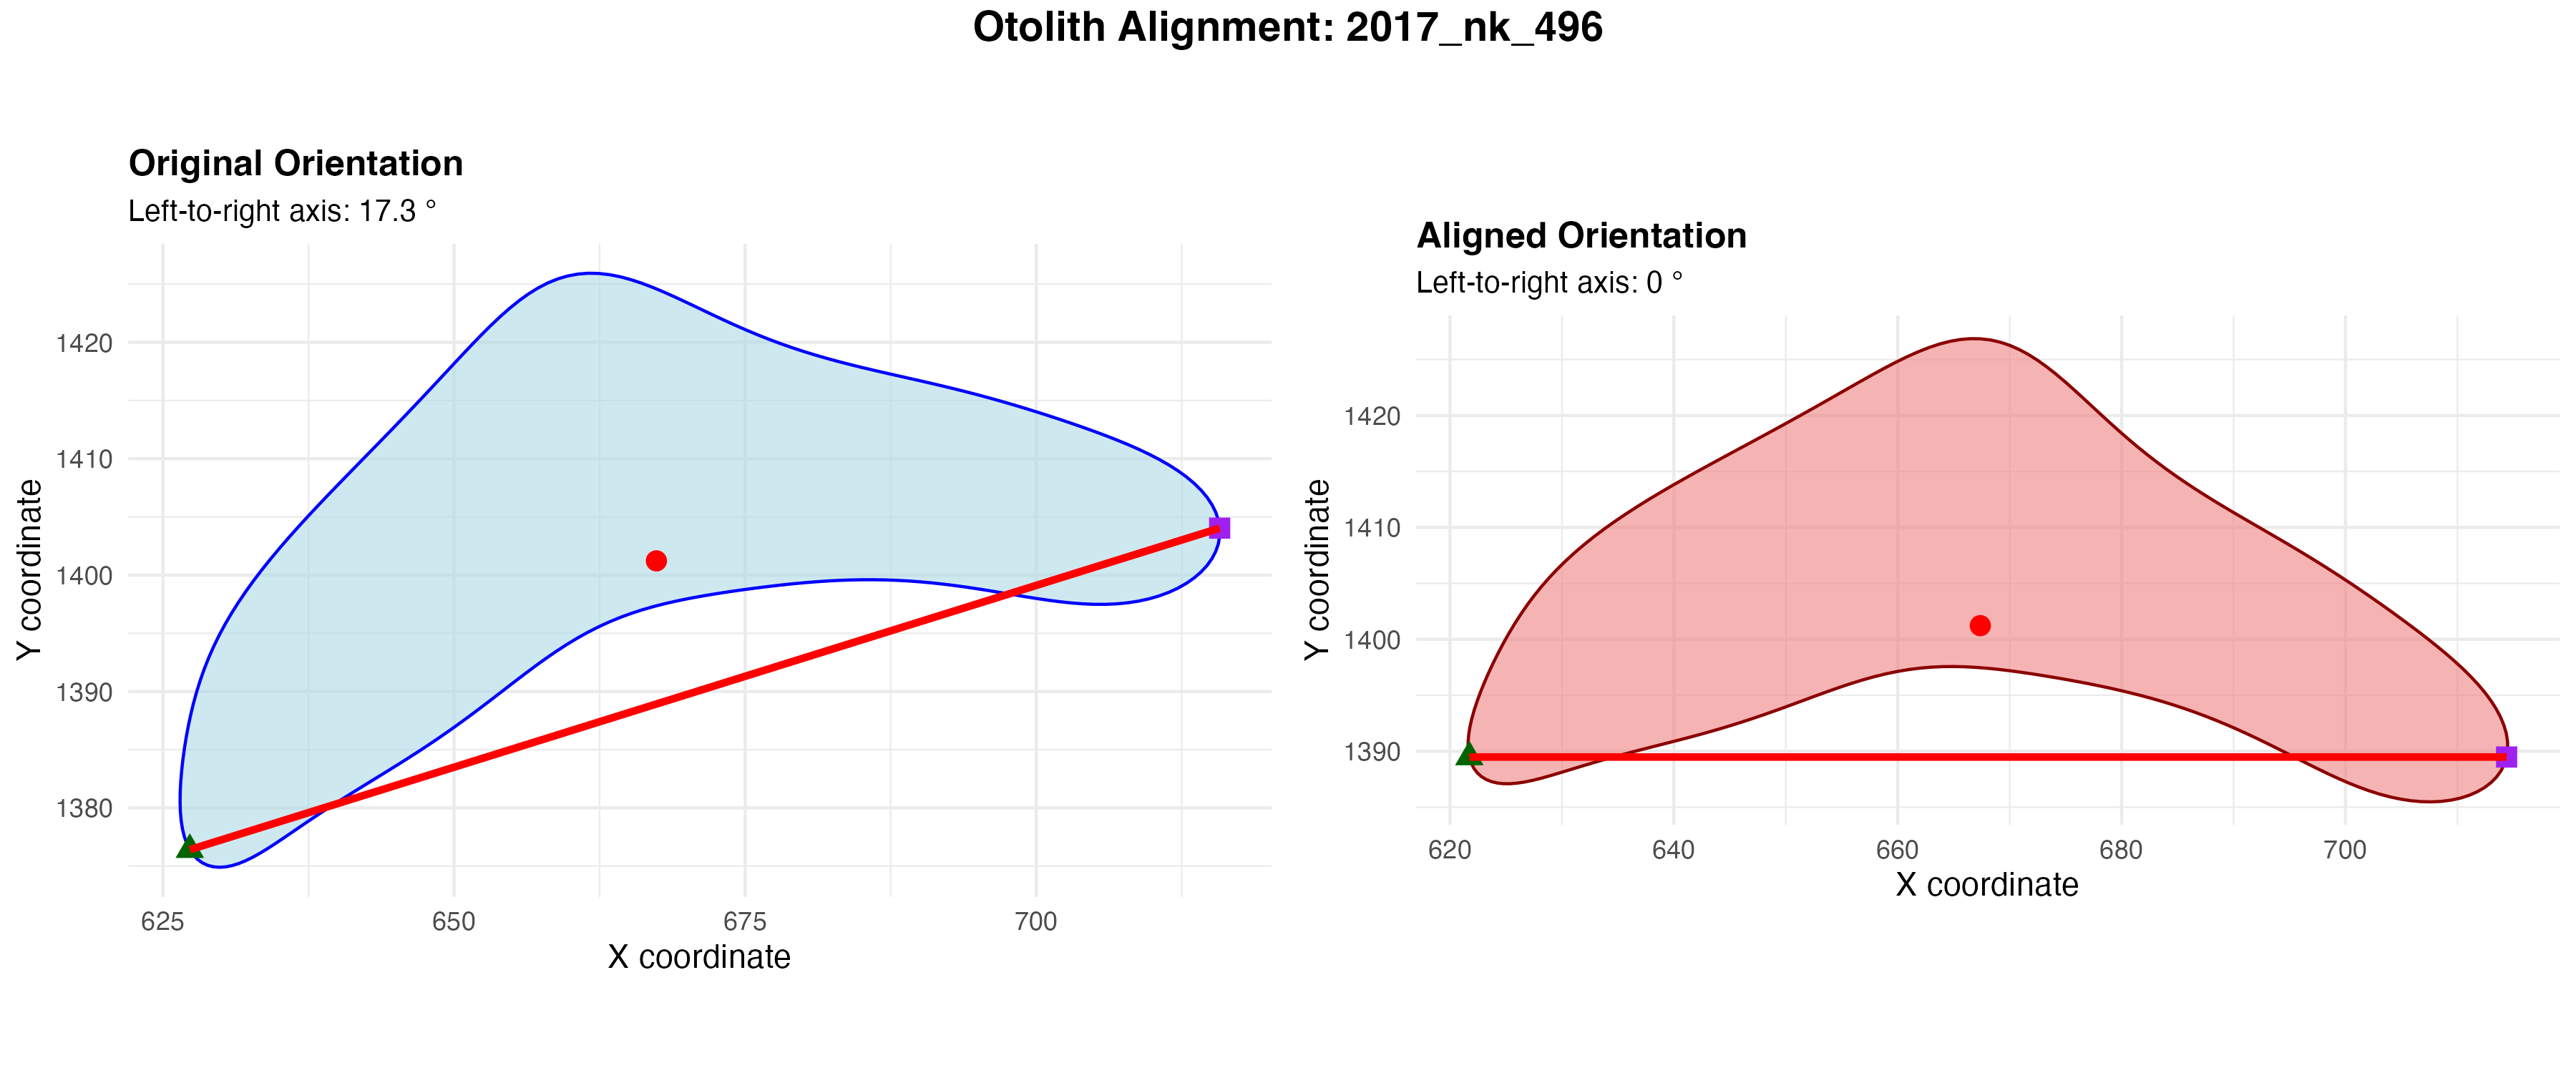 Otolith Alignment: 2017_nk_496
Original Orientation
Left-to-right axis: 17.3 °
1420
1410
1400
1390
1380
Y coordinate
625 650 675 700
X coordinate
Aligned Orientation
Left-to-right axis: 0 °
1420
1410
1400
1390
Y coordinate
620 640 660 680 700
X coordinate